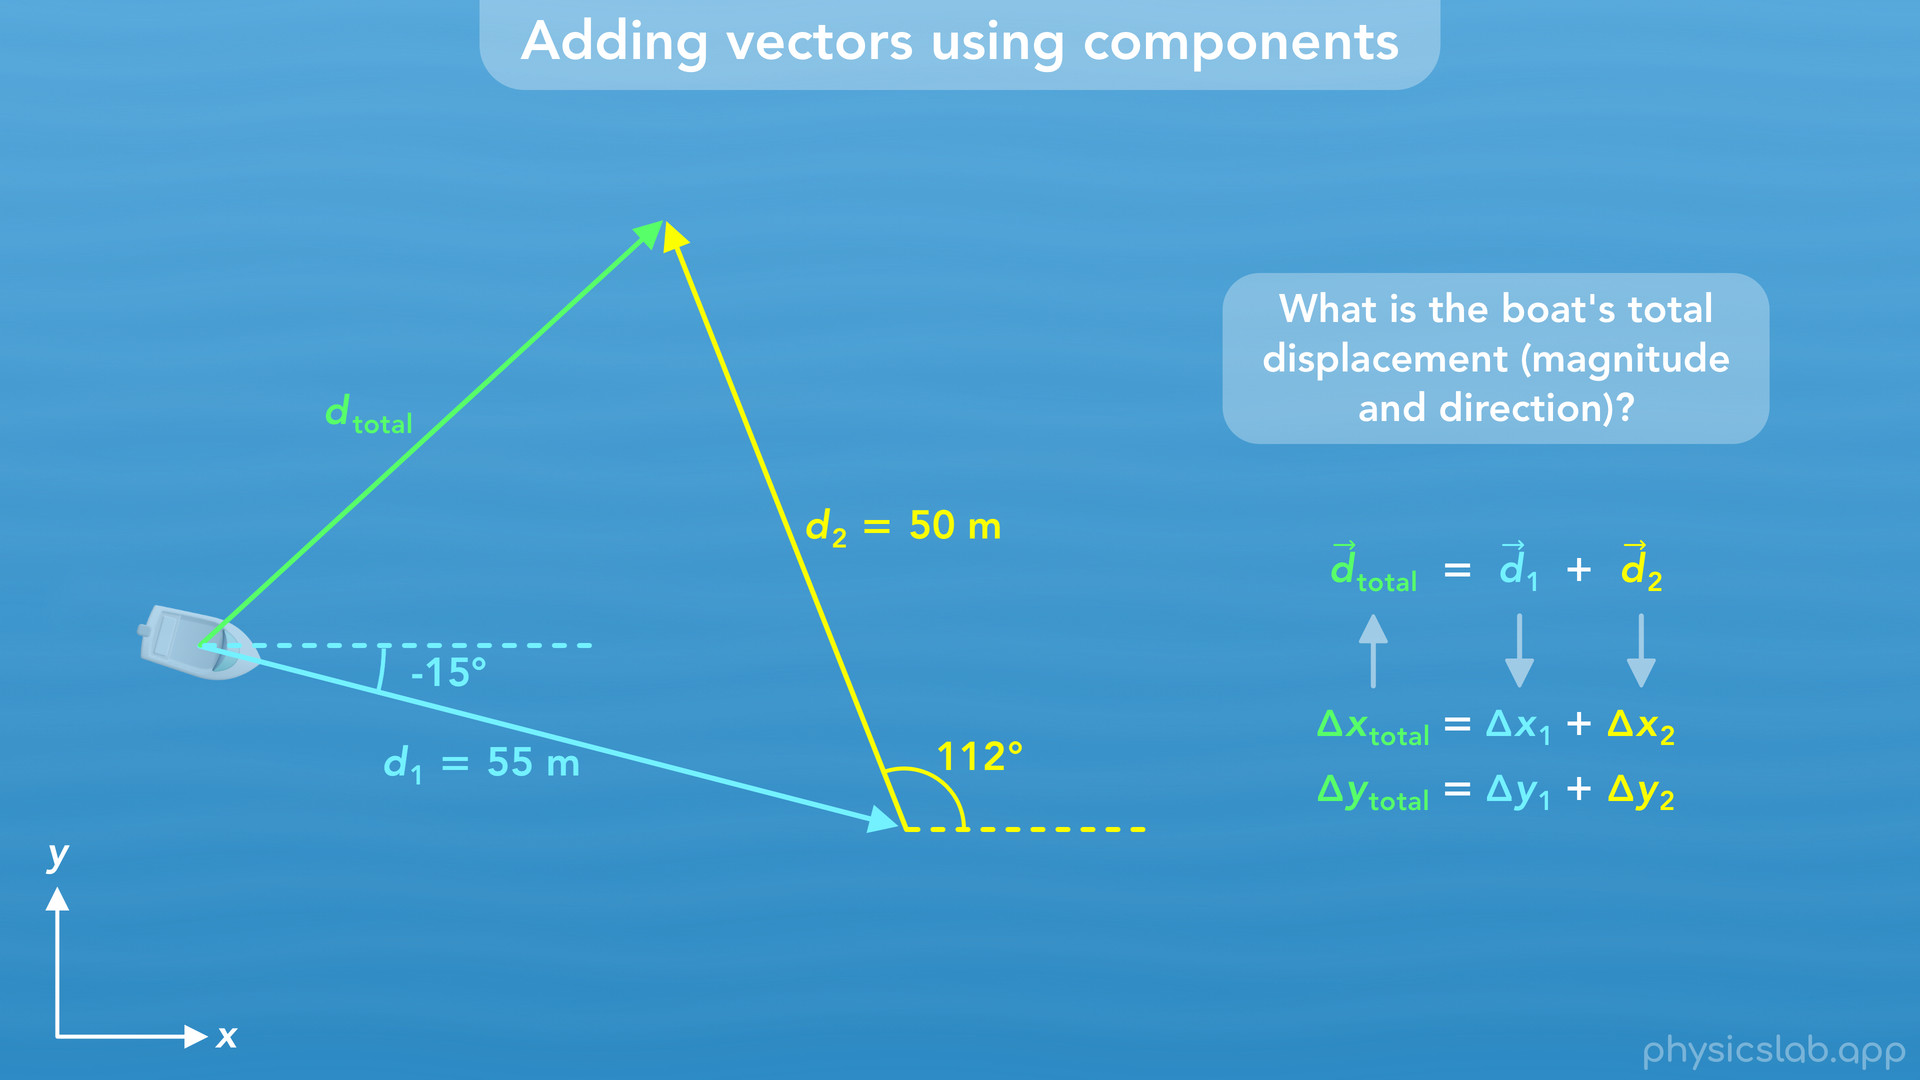 Adding vectors using components
What is the boat's total
displacement (magnitude
and direction)?
d_total
d₂ = 50 m
d⃗_total = d⃗₁ + d⃗₂
-15°
d₁ = 55 m
112°
Δx_total = Δx₁ + Δx₂
Δy_total = Δy₁ + Δy₂
y
x
physicslab.app